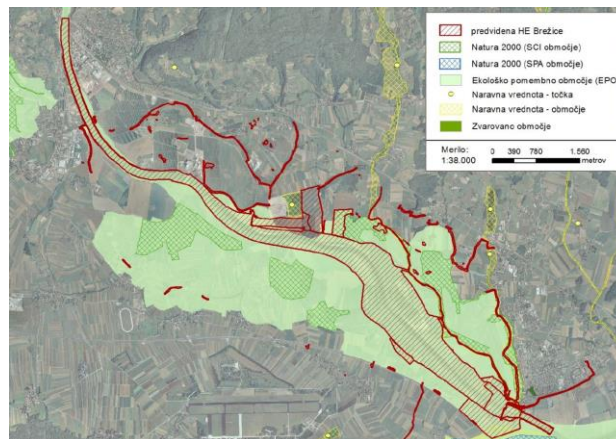 predvidena HE Brežice
Natura 2000 (SCI območje)
Natura 2000 (SPA območje)
Ekološko pomembno območje (EPO
Naravna vrednota - točka
Naravna vrednota - območje
Zvarovano območje
Merilo:
1:38.000
0 390 780 1.560
metrov